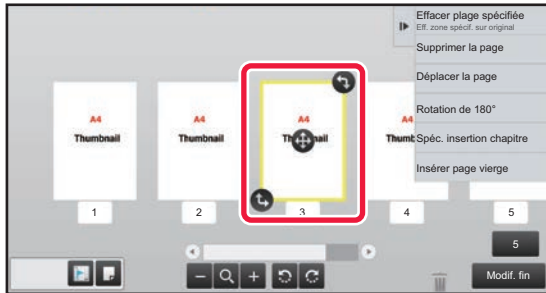 Effacer plage spécifiée
Eff. zone spécif. sur original
Supprimer la page
Déplacer la page
Rotation de 180°
Spéc. insertion chapitre
Insérer page vierge
A4
Thumbnail
A4
Thumbnail
A4
Thumbnail
A4
1
2
3
4
5
5
Modif. fin